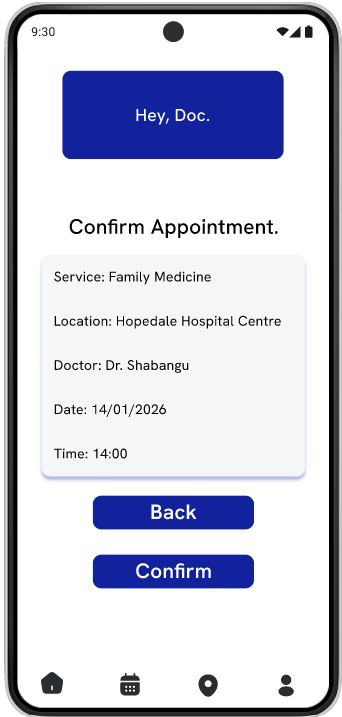 9:30
Hey, Doc.
Confirm Appointment.
Service: Family Medicine
Location: Hopedale Hospital Centre
Doctor: Dr. Shabangu
Date: 14/01/2026
Time: 14:00
Back
Confirm